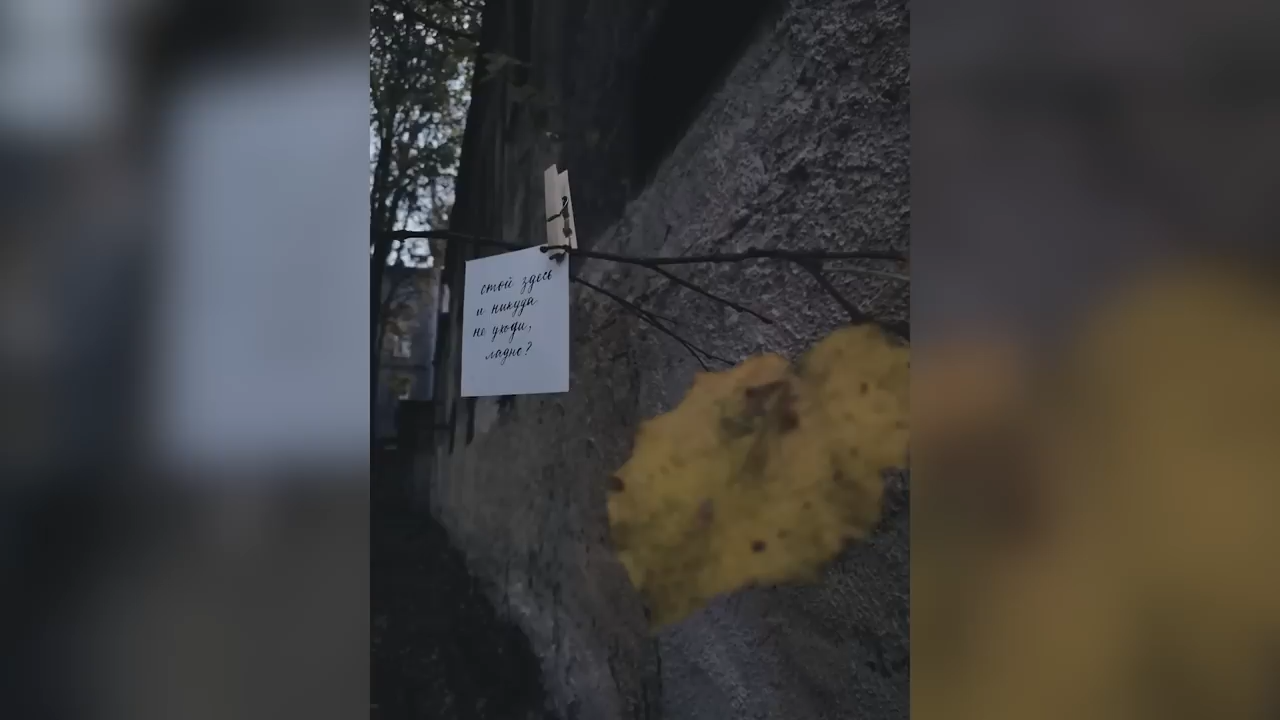 стой здесь
и никуда
не уходи,
ладно?